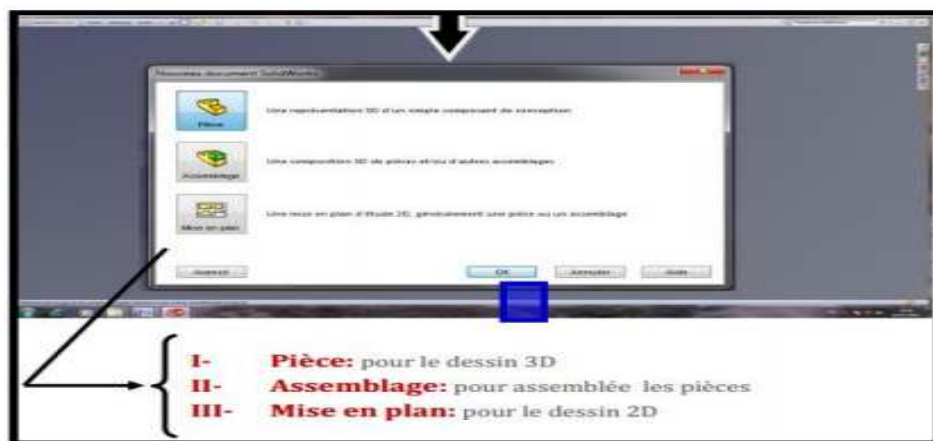 Nouveau document SolidWorks
Pièce
Une représentation 3D d'un simple composant de conception
Assemblage
Une composition 3D de pièces et/ou d'autres assemblages
Mise en plan
Une mise en plan d'étude 2D, généralement une pièce ou un assemblage
OK
Annuler
Aide
I- Pièce: pour le dessin 3D
II- Assemblage: pour assemblée les pièces
III- Mise en plan: pour le dessin 2D